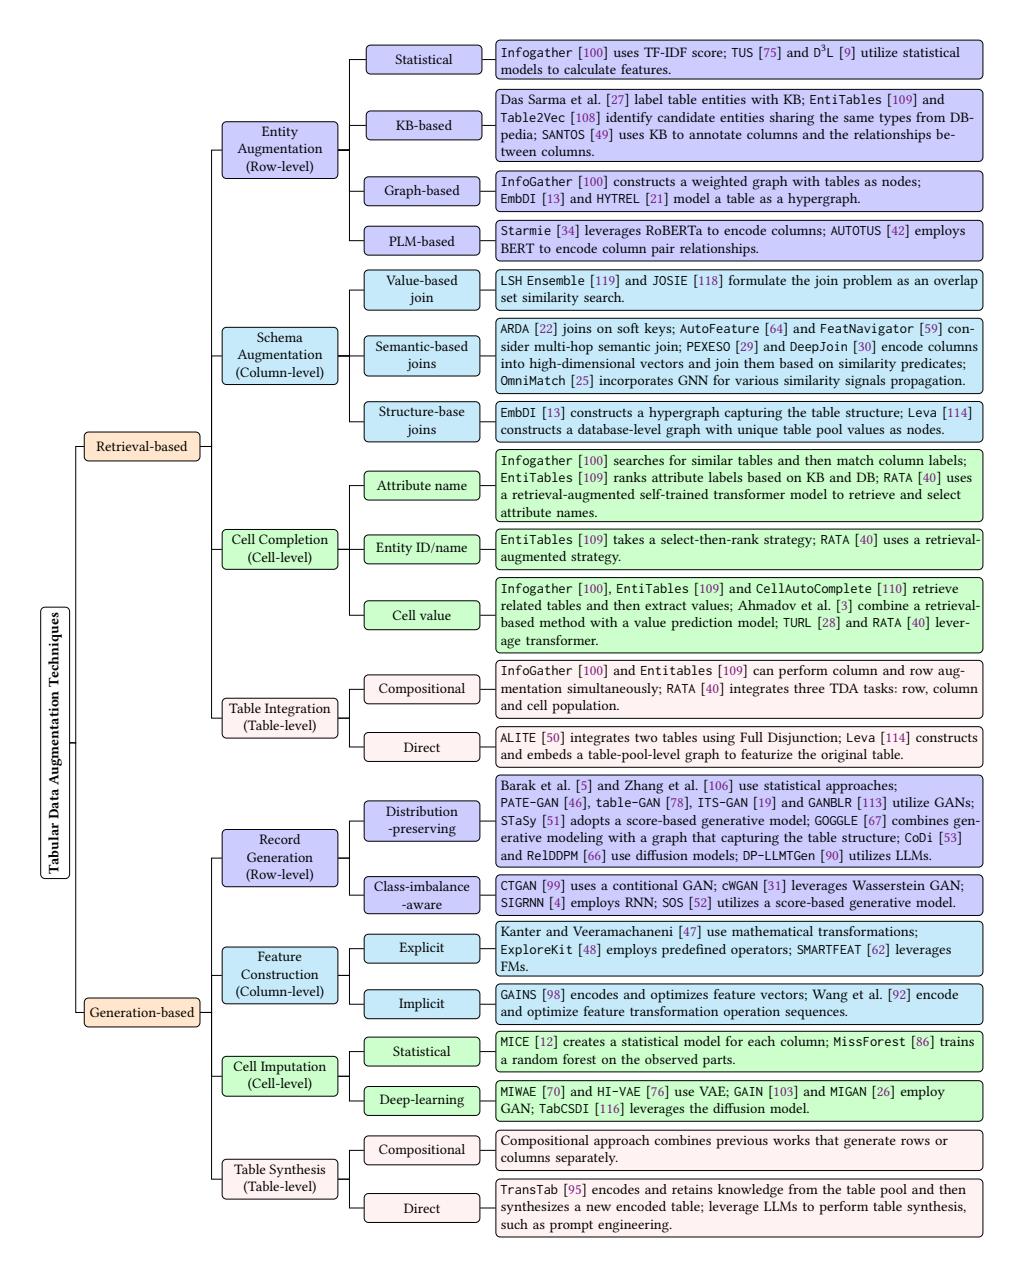 Tabular Data Augmentation Techniques
Retrieval-based
Entity
Augmentation
(Row-level)
Statistical
Infogather [100] uses TF-IDF score; TUS [75] and D³L [9] utilize statistical
models to calculate features.
KB-based
Das Sarma et al. [27] label table entities with KB; EntiTables [109] and
Table2Vec [108] identify candidate entities sharing the same types from DB-
pedia; SANTOS [49] uses KB to annotate columns and the relationships be-
tween columns.
Graph-based
InfoGather [100] constructs a weighted graph with tables as nodes;
EmbDI [13] and HYTREL [21] model a table as a hypergraph.
PLM-based
Starmie [34] leverages RoBERTa to encode columns; AUTOTUS [42] employs
BERT to encode column pair relationships.
Schema
Augmentation
(Column-level)
Value-based
join
LSH Ensemble [119] and JOSIE [118] formulate the join problem as an overlap
set similarity search.
Semantic-based
joins
ARDA [22] joins on soft keys; AutoFeature [64] and FeatNavigator [59] con-
sider multi-hop semantic join; PEXESO [29] and DeepJoin [30] encode columns
into high-dimensional vectors and join them based on similarity predicates;
OmniMatch [25] incorporates GNN for various similarity signals propagation.
Structure-base
joins
EmbDI [13] constructs a hypergraph capturing the table structure; Leva [114]
constructs a database-level graph with unique table pool values as nodes.
Cell Completion
(Cell-level)
Attribute name
Infogather [100] searches for similar tables and then match column labels;
EntiTables [109] ranks attribute labels based on KB and DB; RATA [40] uses
a retrieval-augmented self-trained transformer model to retrieve and select
attribute names.
Entity ID/name
EntiTables [109] takes a select-then-rank strategy; RATA [40] uses a retrieval-
augmented strategy.
Cell value
Infogather [100], EntiTables [109] and CellAutoComplete [110] retrieve
related tables and then extract values; Ahmadov et al. [3] combine a retrieval-
based method with a value prediction model; TURL [28] and RATA [40] lever-
age transformer.
Table Integration
(Table-level)
Compositional
InfoGather [100] and Entitables [109] can perform column and row aug-
mentation simultaneously; RATA [40] integrates three TDA tasks: row, column
and cell population.
Direct
ALITE [50] integrates two tables using Full Disjunction; Leva [114] constructs
and embeds a table-pool-level graph to featurize the original table.
Generation-based
Record
Generation
(Row-level)
Distribution
-preserving
Barak et al. [5] and Zhang et al. [106] use statistical approaches;
PATE-GAN [46], table-GAN [78], ITS-GAN [19] and GANBLR [113] utilize GANs;
STaSy [51] adopts a score-based generative model; GOGGLE [67] combines gen-
erative modeling with a graph that capturing the table structure; CoDi [53]
and RelDDPM [66] use diffusion models; DP-LLMTGen [90] utilizes LLMs.
Class-imbalance
-aware
CTGAN [99] uses a contitional GAN; cWGAN [31] leverages Wasserstein GAN;
SIGRNN [4] employs RNN; SOS [52] utilizes a score-based generative model.
Feature
Construction
(Column-level)
Explicit
Kanter and Veeramachaneni [47] use mathematical transformations;
ExploreKit [48] employs predefined operators; SMARTFEAT [62] leverages
FMs.
Implicit
GAINS [98] encodes and optimizes feature vectors; Wang et al. [92] encode
and optimize feature transformation operation sequences.
Cell Imputation
(Cell-level)
Statistical
MICE [12] creates a statistical model for each column; MissForest [86] trains
a random forest on the observed parts.
Deep-learning
MIWAE [70] and HI-VAE [76] use VAE; GAIN [103] and MIGAN [26] employ
GAN; TabCSDI [116] leverages the diffusion model.
Table Synthesis
(Table-level)
Compositional
Compositional approach combines previous works that generate rows or
columns separately.
Direct
TransTab [95] encodes and retains knowledge from the table pool and then
synthesizes a new encoded table; leverage LLMs to perform table synthesis,
such as prompt engineering.